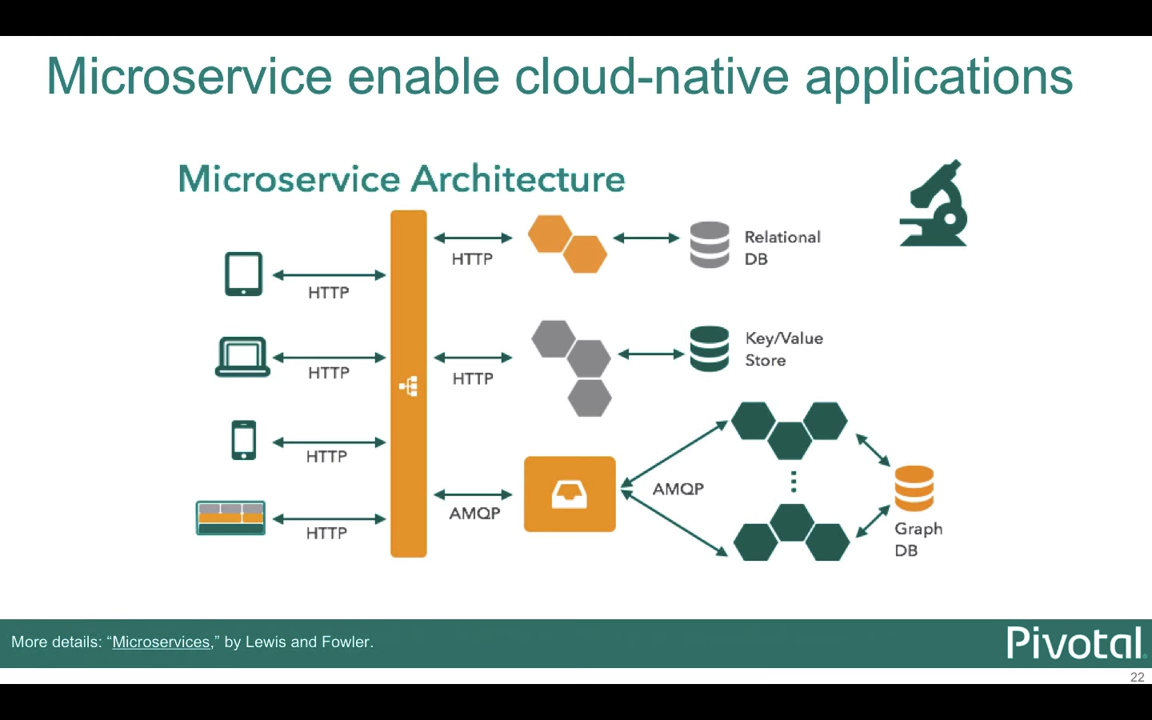 Microservice enable cloud-native applications
Microservice Architecture
HTTP
Relational
DB
HTTP
HTTP
HTTP
Key/Value
Store
HTTP
HTTP
AMQP
AMQP
HTTP
Graph
DB
More details: “Microservices,” by Lewis and Fowler.
Pivotal
22